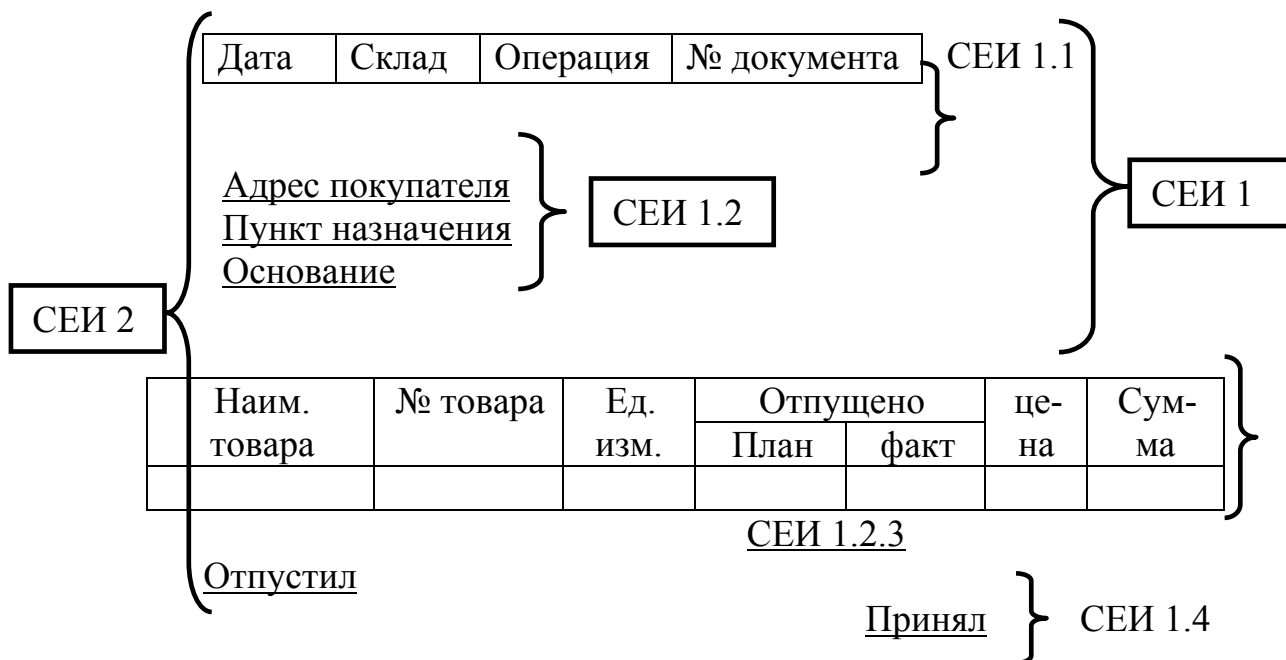 Дата Склад Операция № документа СЕИ 1.1
Адрес покупателя
Пункт назначения
Основание
СЕИ 1.2
СЕИ 1
СЕИ 2
Наим. № товара Ед. Отпущено це- Сум-
товара изм. План факт на ма
СЕИ 1.2.3
Отпустил
Принял СЕИ 1.4